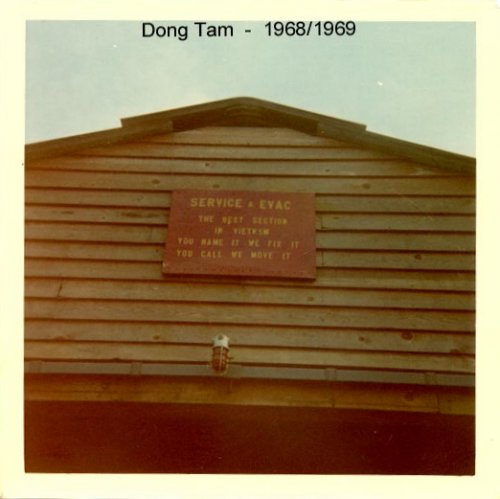 Dong Tam - 1968/1969
SERVICE & EVAC
THE BEST SECTION
IN VIETNAM
YOU NAME IT WE FIX IT
YOU CALL WE MOVE IT